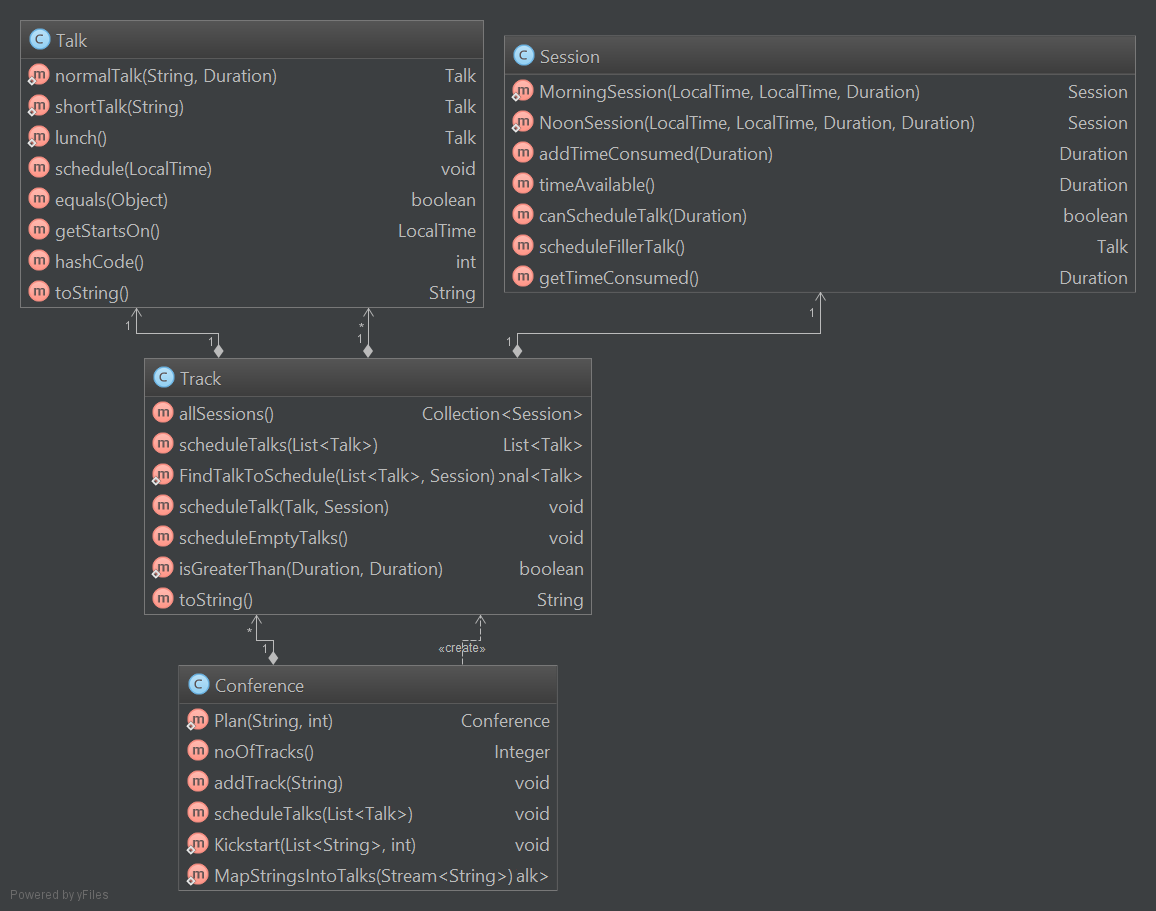 C Talk
m normalTalk(String, Duration) Talk
m shortTalk(String) Talk
m lunch() Talk
m schedule(LocalTime) void
m equals(Object) boolean
m getStartsOn() LocalTime
m hashCode() int
m toString() String
C Session
m MorningSession(LocalTime, LocalTime, Duration) Session
m NoonSession(LocalTime, LocalTime, Duration, Duration) Session
m addTimeConsumed(Duration) Duration
m timeAvailable() Duration
m canScheduleTalk(Duration) boolean
m scheduleFillerTalk() Talk
m getTimeConsumed() Duration
1 * 1
1 1 1
C Track
m allSessions() Collection<Session>
m scheduleTalks(List<Talk>) List<Talk>
m FindTalkToSchedule(List<Talk>, Session) onal<Talk>
m scheduleTalk(Talk, Session) void
m scheduleEmptyTalks() void
m isGreaterThan(Duration, Duration) boolean
m toString() String
*
1 «create»
C Conference
m Plan(String, int) Conference
m noOfTracks() Integer
m addTrack(String) void
m scheduleTalks(List<Talk>) void
m Kickstart(List<String>, int) void
m MapStringsIntoTalks(Stream<String>) alk>
Powered by yFiles